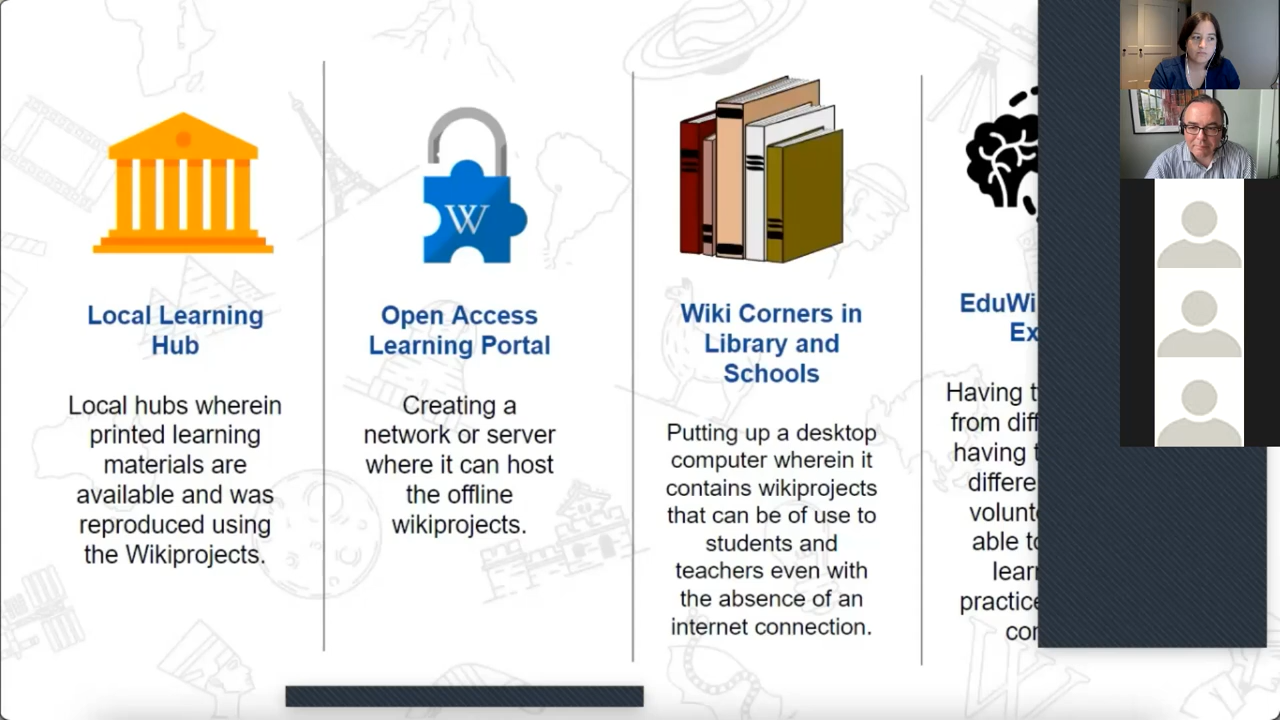 Local Learning
Hub
Local hubs wherein
printed learning
materials are
available and was
reproduced using
the Wikiprojects.
W
Open Access
Learning Portal
Creating a
network or server
where it can host
the offline
wikiprojects.
Wiki Corners in
Library and
Schools
Putting up a desktop
computer wherein it
contains wikiprojects
that can be of use to
students and
teachers even with
the absence of an
internet connection.
Having
from
having